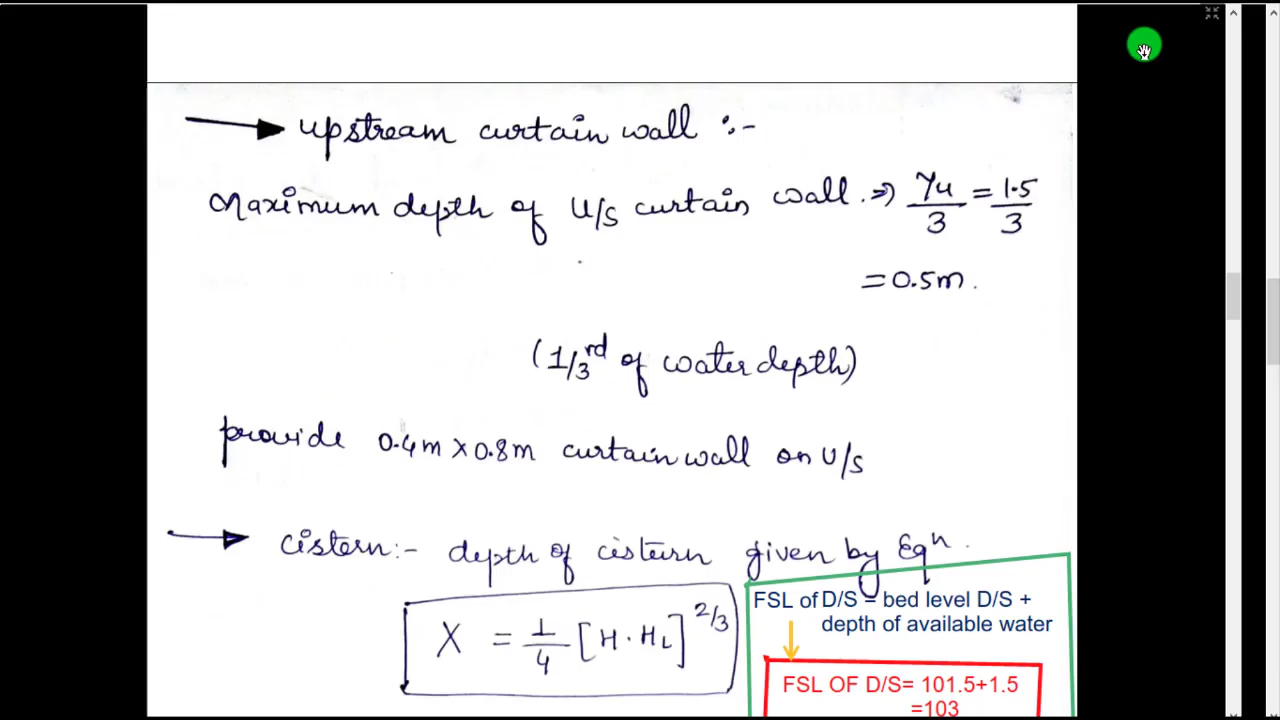 upstream curtain wall :-
Maximum depth of U/S curtain wall. ⇒ Yu/3 = 1.5/3
= 0.5m.
(1/3rd of water depth)
provide 0.4m X 0.8m curtain wall on U/S
cistern:- depth of cisturn given by Eqn.
X = 1/4 [H·HL]^2/3
FSL of D/S = bed level D/S +
depth of available water
FSL OF D/S= 101.5+1.5
=103